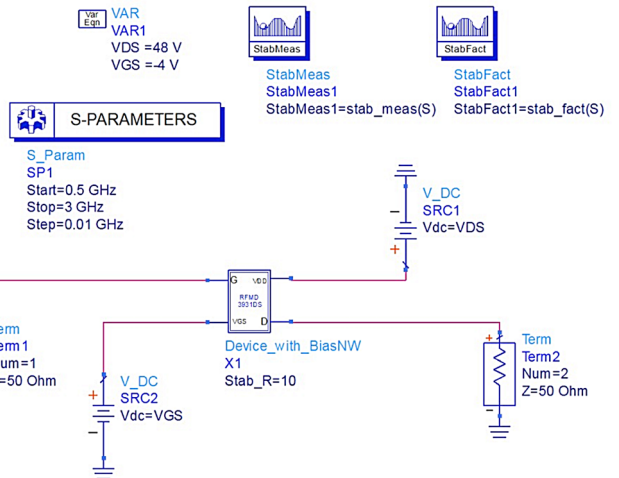 Var
Eqn
VAR
VAR1
VDS =48 V
VGS =-4 V
StabMeas
StabMeas
StabMeas1
StabMeas1=stab_meas(S)
StabFact
StabFact
StabFact1
StabFact1=stab_fact(S)
S-PARAMETERS
S_Param
SP1
Start=0.5 GHz
Stop=3 GHz
Step=0.01 GHz
V_DC
SRC1
Vdc=VDS
-
+
G VDD
RFMD
3931DS
VGS D
Device_with_BiasNW
X1
Stab_R=10
erm
erm1
um=1
=50 Ohm
+
-
V_DC
SRC2
Vdc=VGS
+
-
Term
Term2
Num=2
Z=50 Ohm